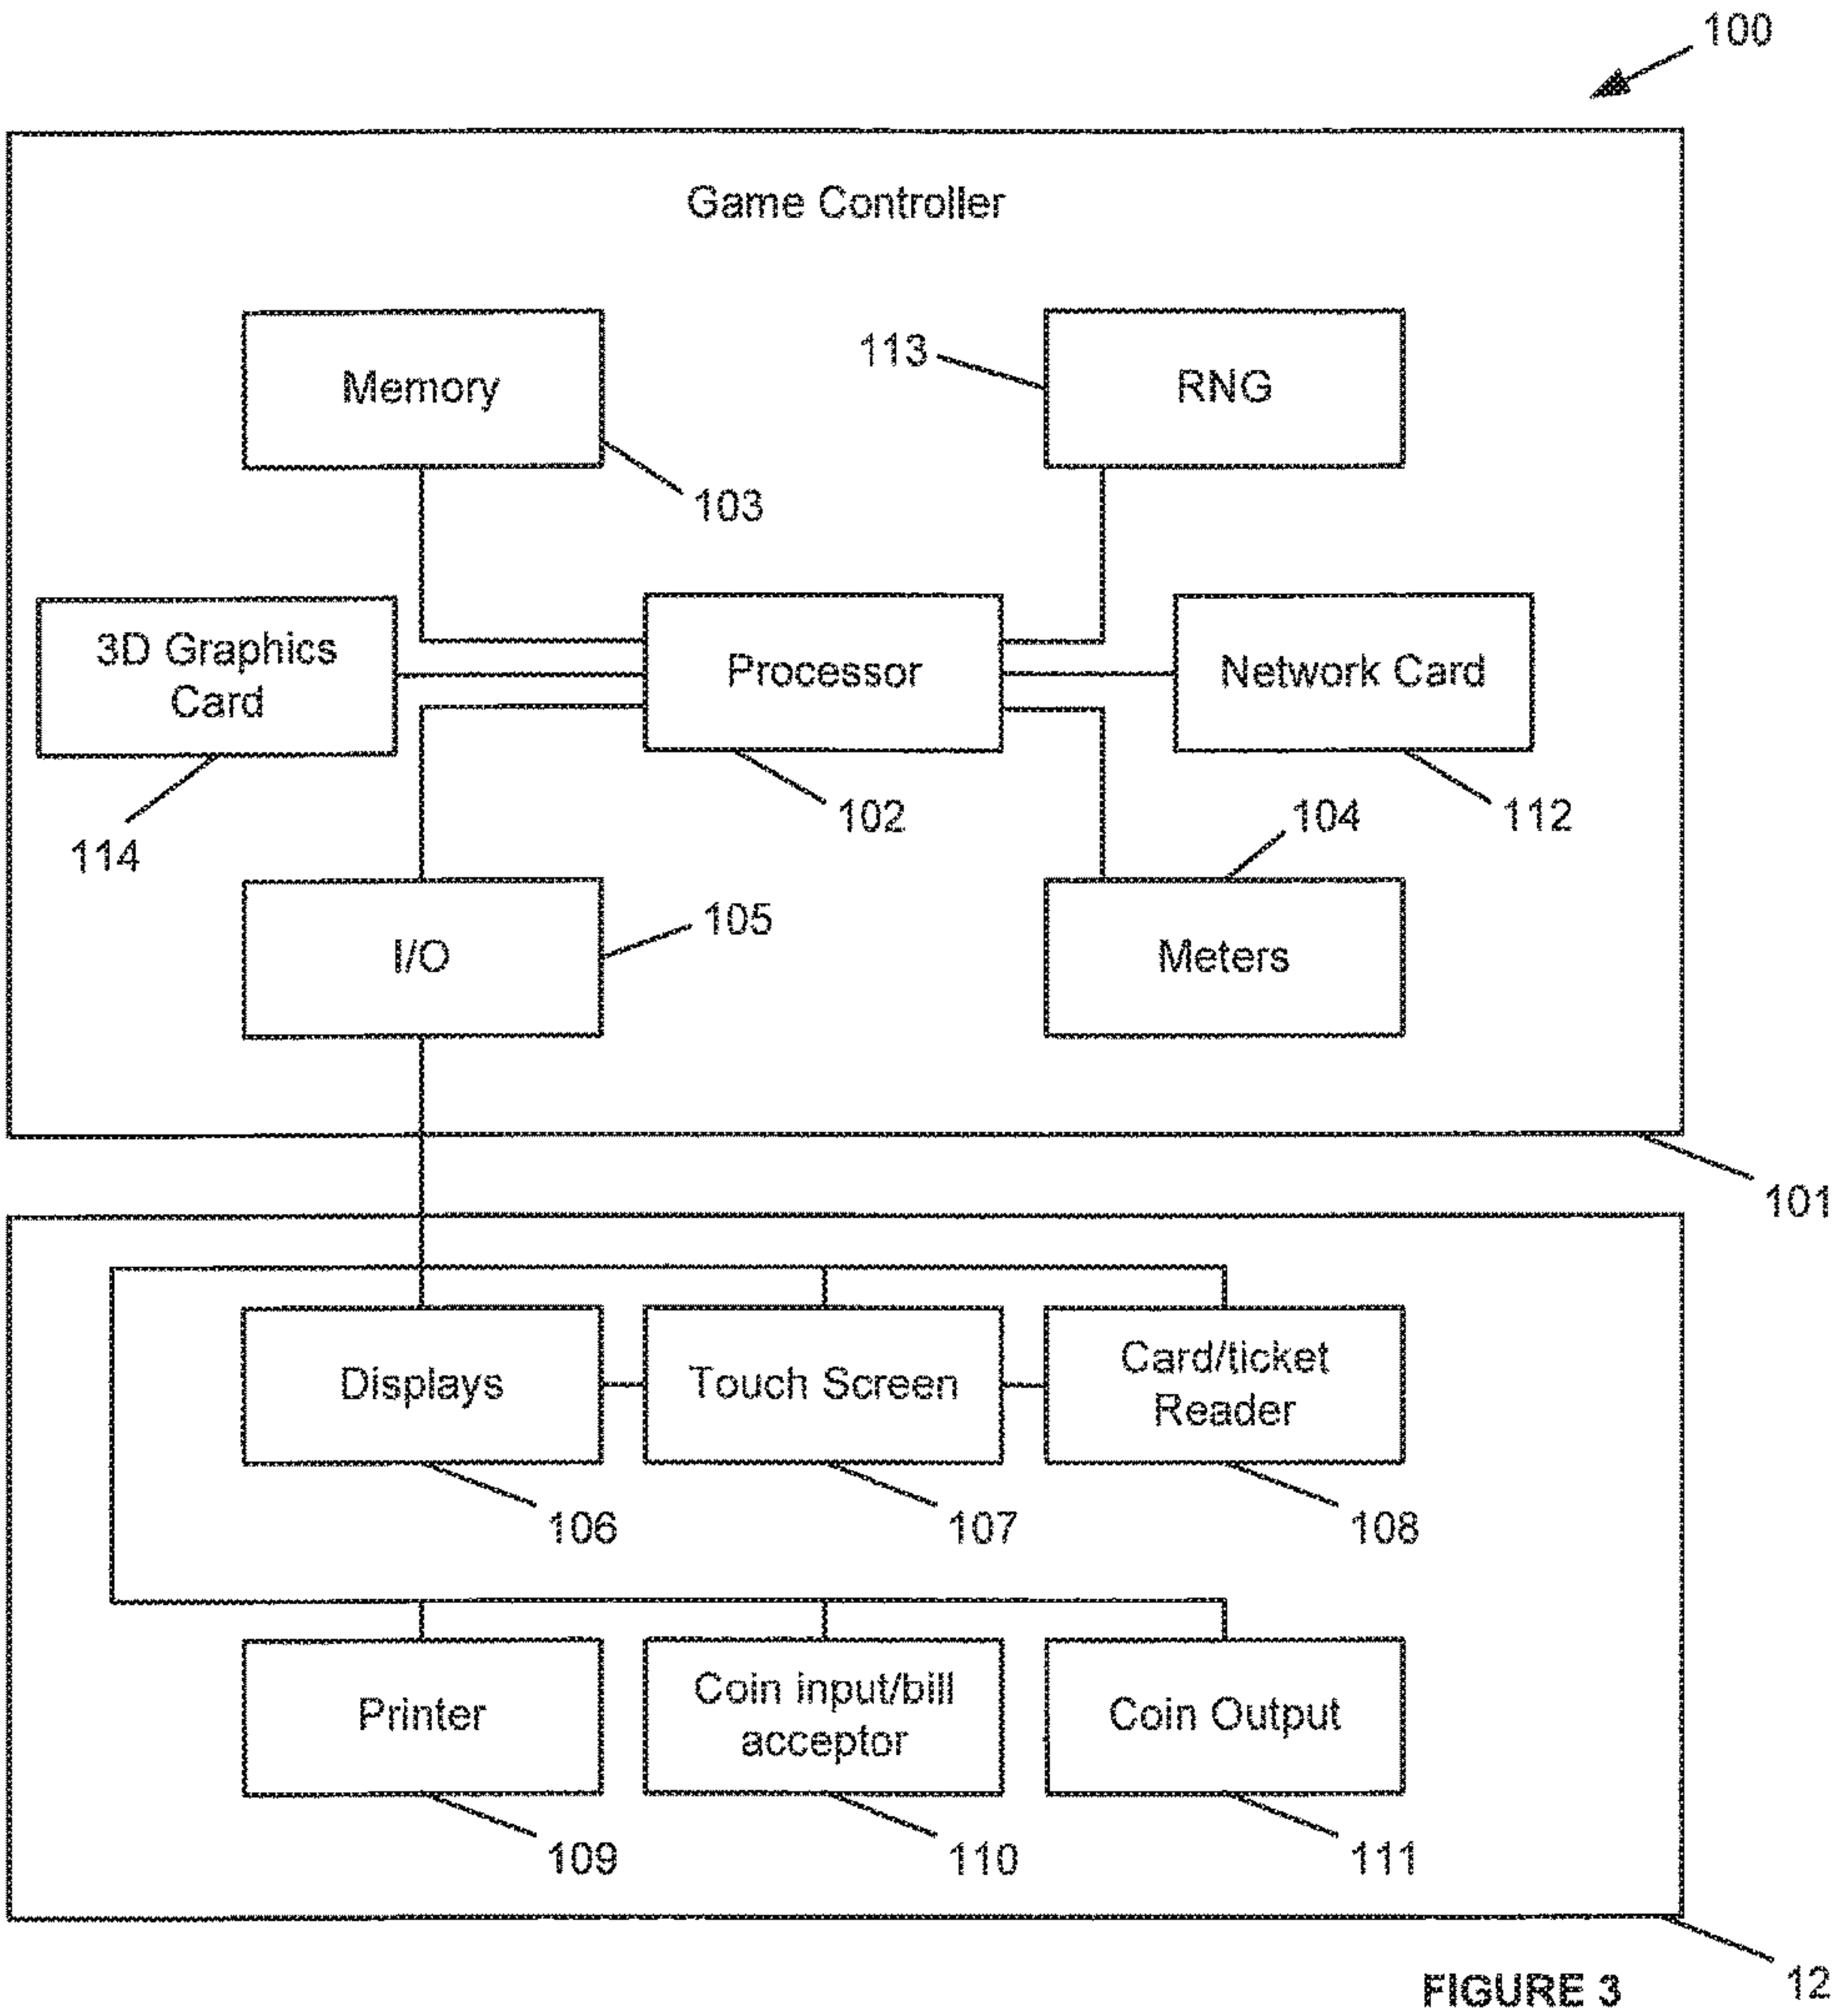 100
Game Controller
Memory
113
RNG
103
3D Graphics
Card
Processor
Network Card
114
102
104
112
I/O
105
Meters
101
Displays
Touch Screen
Card/ticket
Reader
106
107
108
Printer
Coin input/bill
acceptor
Coin Output
109
110
111
12
FIGURE 3